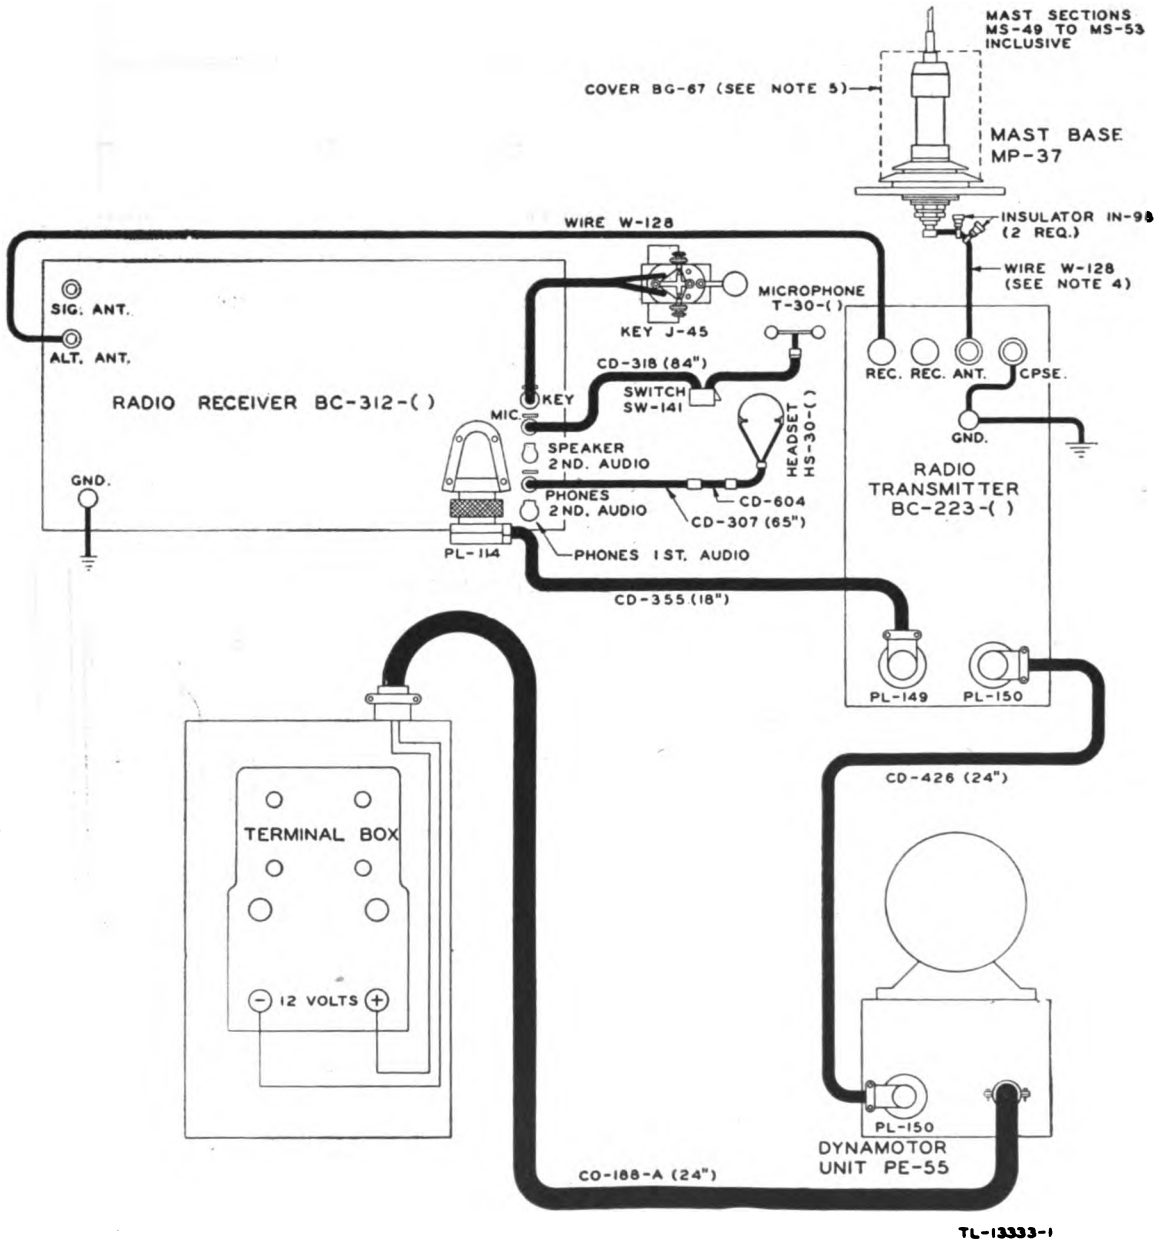 MAST SECTIONS
MS-49 TO MS-53
INCLUSIVE
COVER BG-67 (SEE NOTE 5)
MAST BASE
MP-37
WIRE W-128
INSULATOR IN-98
(2 REQ.)
WIRE W-128
(SEE NOTE 4)
SIG. ANT.
ALT. ANT.
KEY J-45
MICROPHONE
T-30-( )
RADIO RECEIVER BC-312-( )
CD-318 (84")
SWITCH
SW-141
KEY
MIC.
HEADSET
HS-30-( )
REC. REC. ANT. CPSE.
GND.
SPEAKER
2ND. AUDIO
RADIO
TRANSMITTER
BC-223-( )
GND.
PHONES
2ND. AUDIO
CD-604
CD-307 (65")
PL-114
PHONES 1ST. AUDIO
CD-355 (18")
PL-149
PL-150
CD-426 (24")
TERMINAL BOX
- 12 VOLTS +
PL-150
DYNAMOTOR
UNIT PE-55
CO-188-A (24")
TL-13333-1